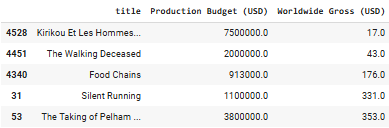 title Production Budget (USD) Worldwide Gross (USD)
4528 Kirikou Et Les Hommes... 7500000.0 17.0
4451 The Walking Deceased 2000000.0 43.0
4340 Food Chains 913000.0 176.0
31 Silent Running 1100000.0 331.0
53 The Taking of Pelham ... 3800000.0 353.0